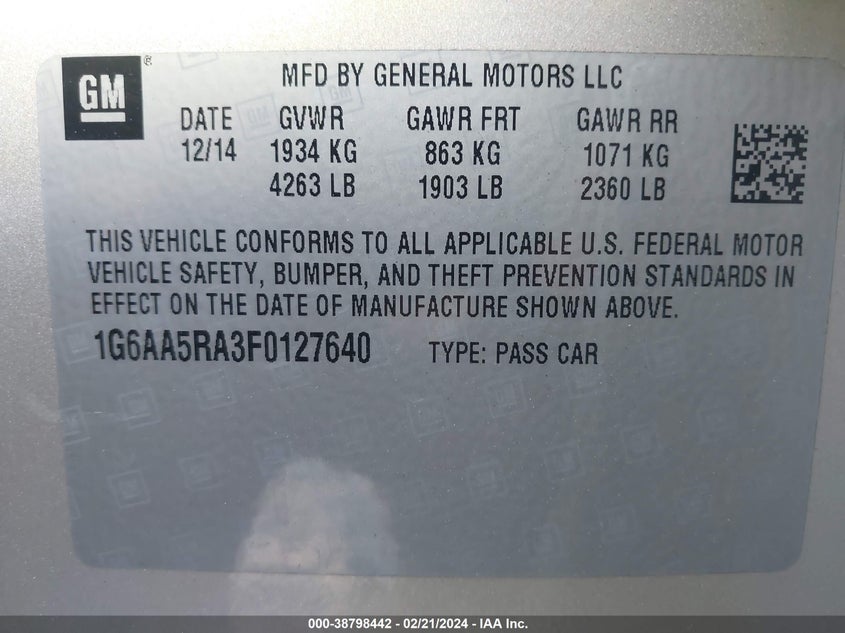 GM ®
MFD BY GENERAL MOTORS LLC
DATE GVWR GAWR FRT GAWR RR
12/14 1934 KG 863 KG 1071 KG
4263 LB 1903 LB 2360 LB
THIS VEHICLE CONFORMS TO ALL APPLICABLE U.S. FEDERAL MOTOR
VEHICLE SAFETY, BUMPER, AND THEFT PREVENTION STANDARDS IN
EFFECT ON THE DATE OF MANUFACTURE SHOWN ABOVE.
1G6AA5RA3F0127640 TYPE: PASS CAR
000-38798442 - 02/21/2024 - IAA Inc.